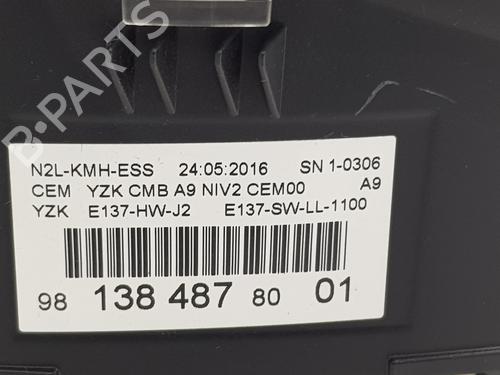 N2L-KMH-ESS 24:05:2016 SN 1-0306
CEM YZK CMB A9 NIV2 CEM00 A9
YZK E137-HW-J2 E137-SW-LL-1100
98 138 487 80 01
B-Parts